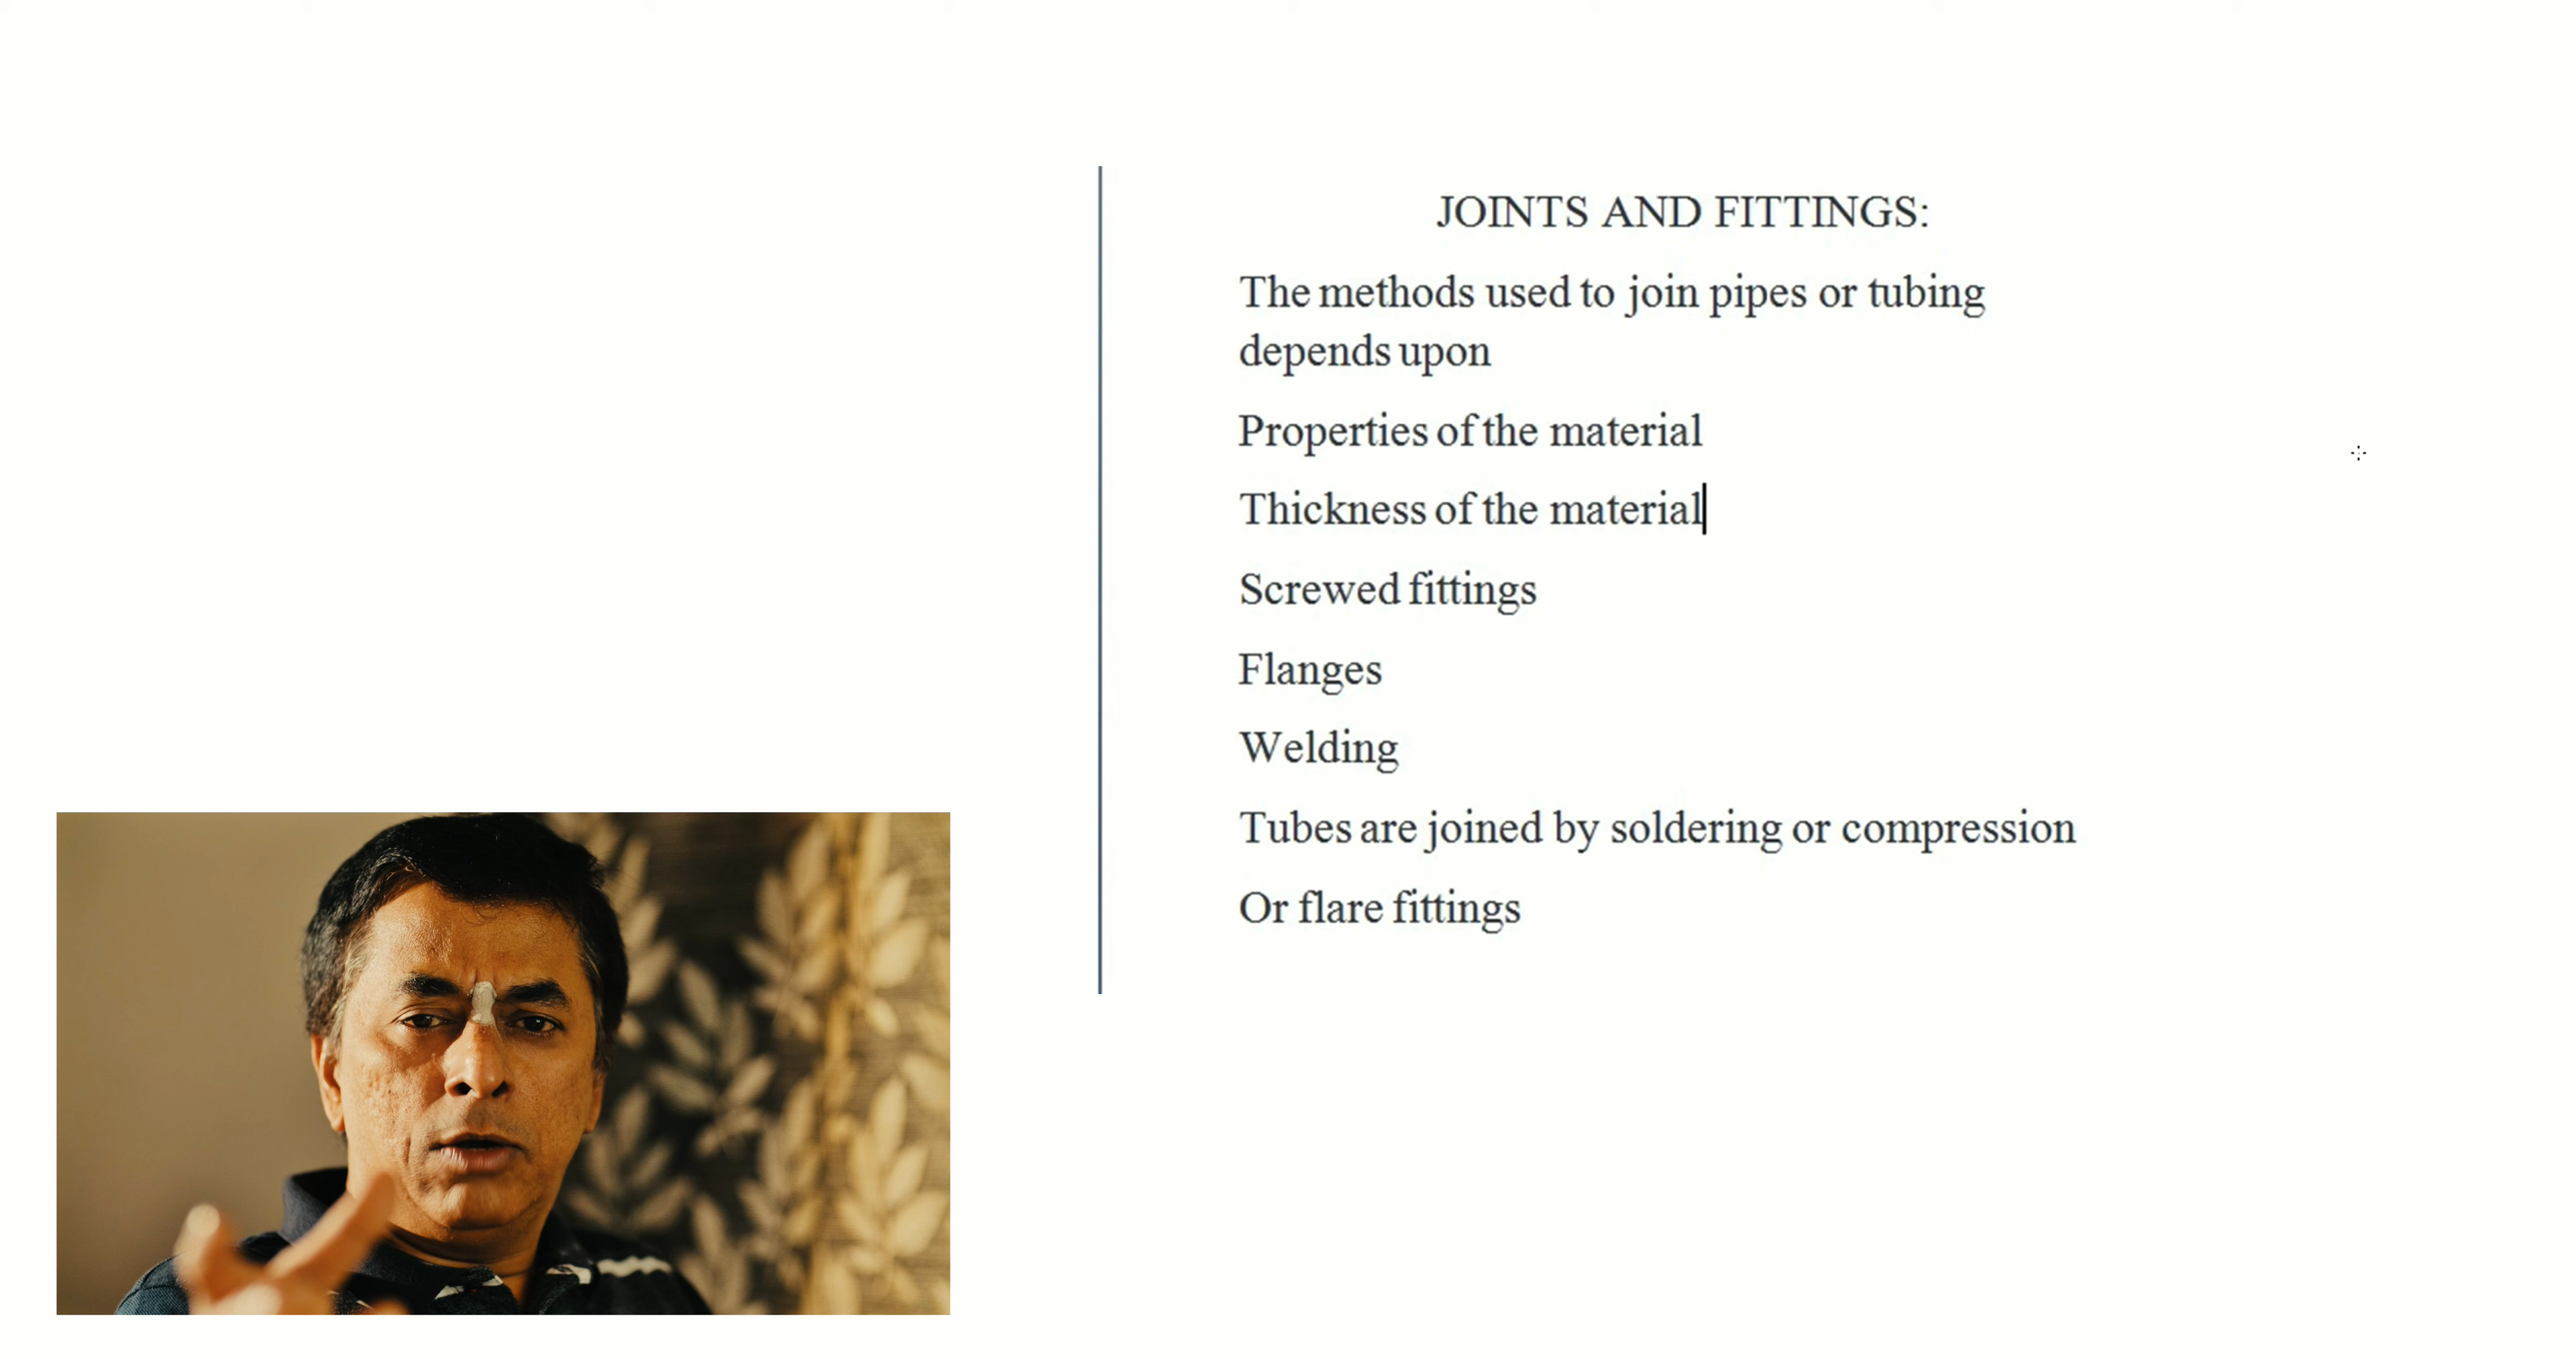 JOINTS AND FITTINGS:
The methods used to join pipes or tubing
depends upon
Properties of the material
Thickness of the material
Screwed fittings
Flanges
Welding
Tubes are joined by soldering or compression
Or flare fittings